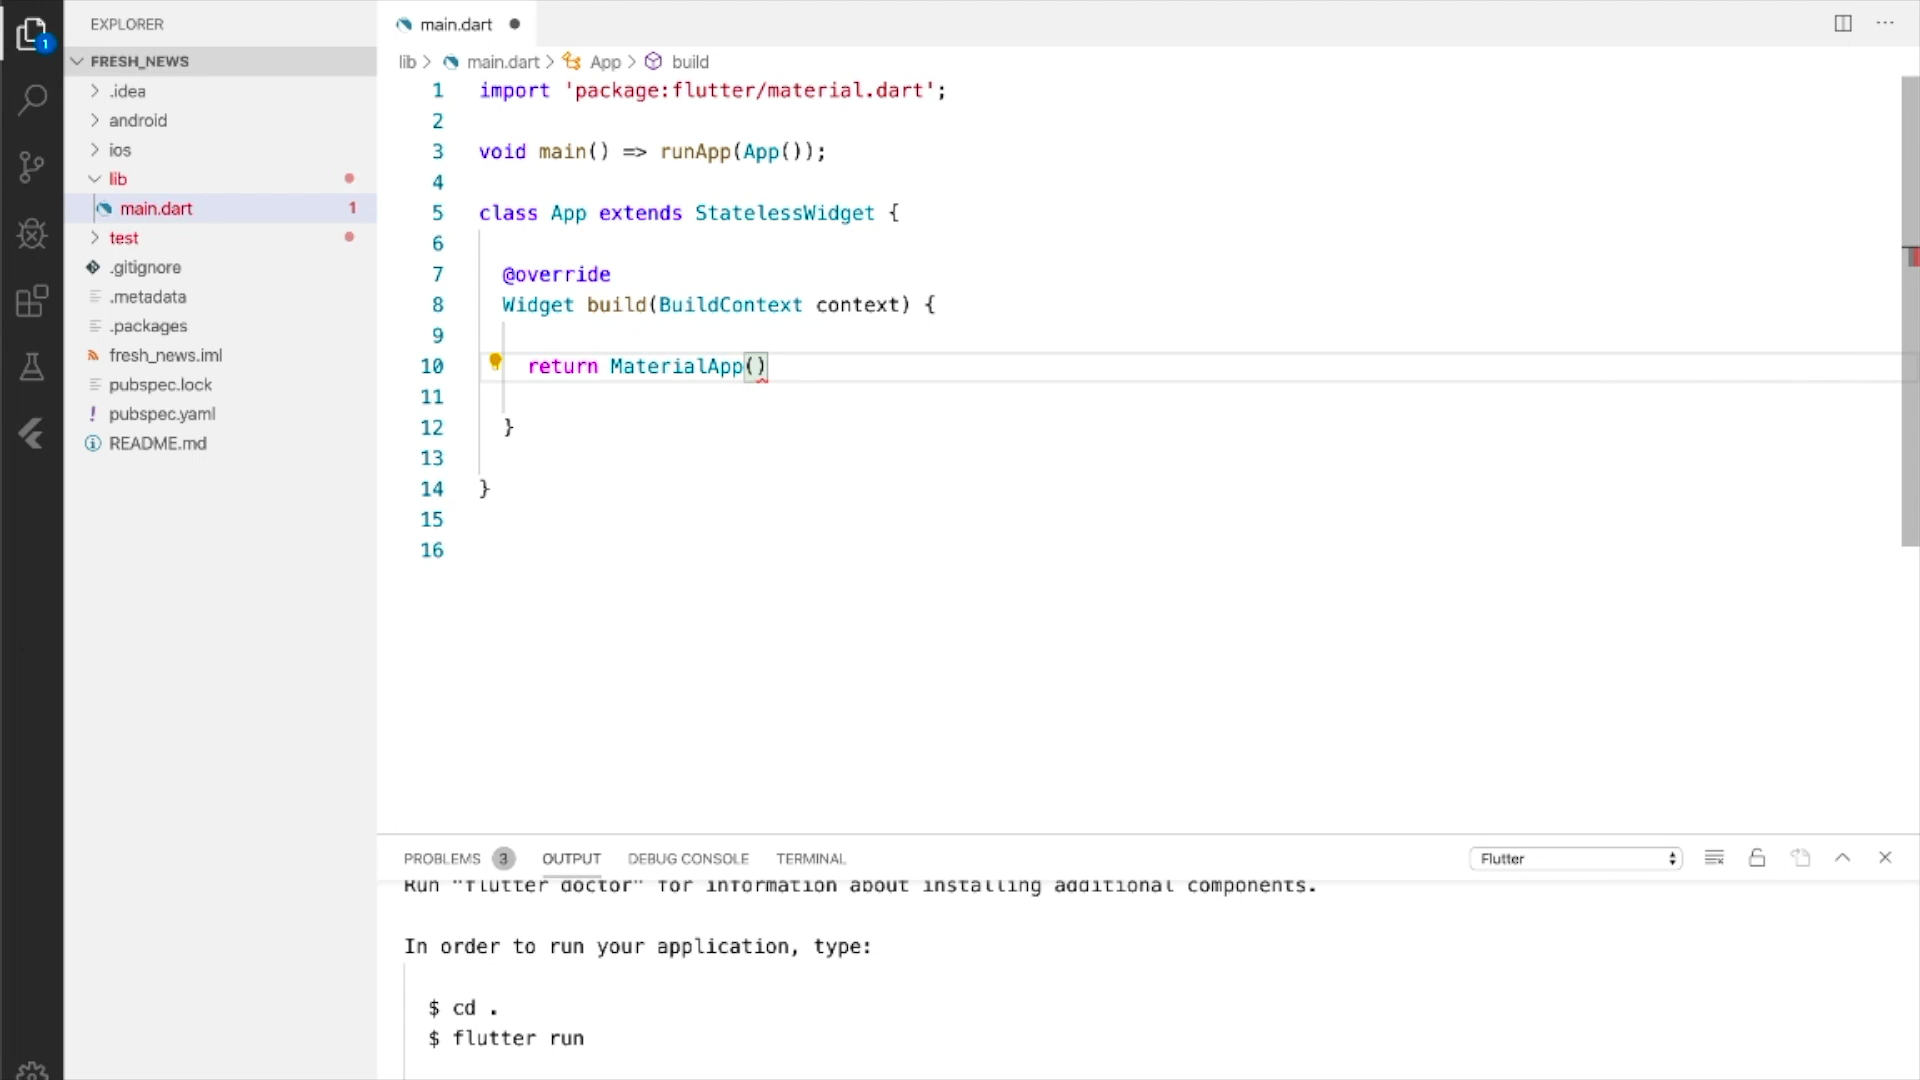 EXPLORER
FRESH_NEWS
.idea
android
ios
lib
main.dart 1
test
.gitignore
.metadata
.packages
fresh_news.iml
pubspec.lock
! pubspec.yaml
README.md
1
main.dart
lib > main.dart > App > build
1 import 'package:flutter/material.dart';
2
3 void main() => runApp(App());
4
5 class App extends StatelessWidget {
6
7 @override
8 Widget build(BuildContext context) {
9
10 return MaterialApp()
11
12 }
13
14 }
15
16
PROBLEMS 3 OUTPUT DEBUG CONSOLE TERMINAL Flutter
Run "flutter doctor" for information about installing additional components.
In order to run your application, type:
$ cd .
$ flutter run